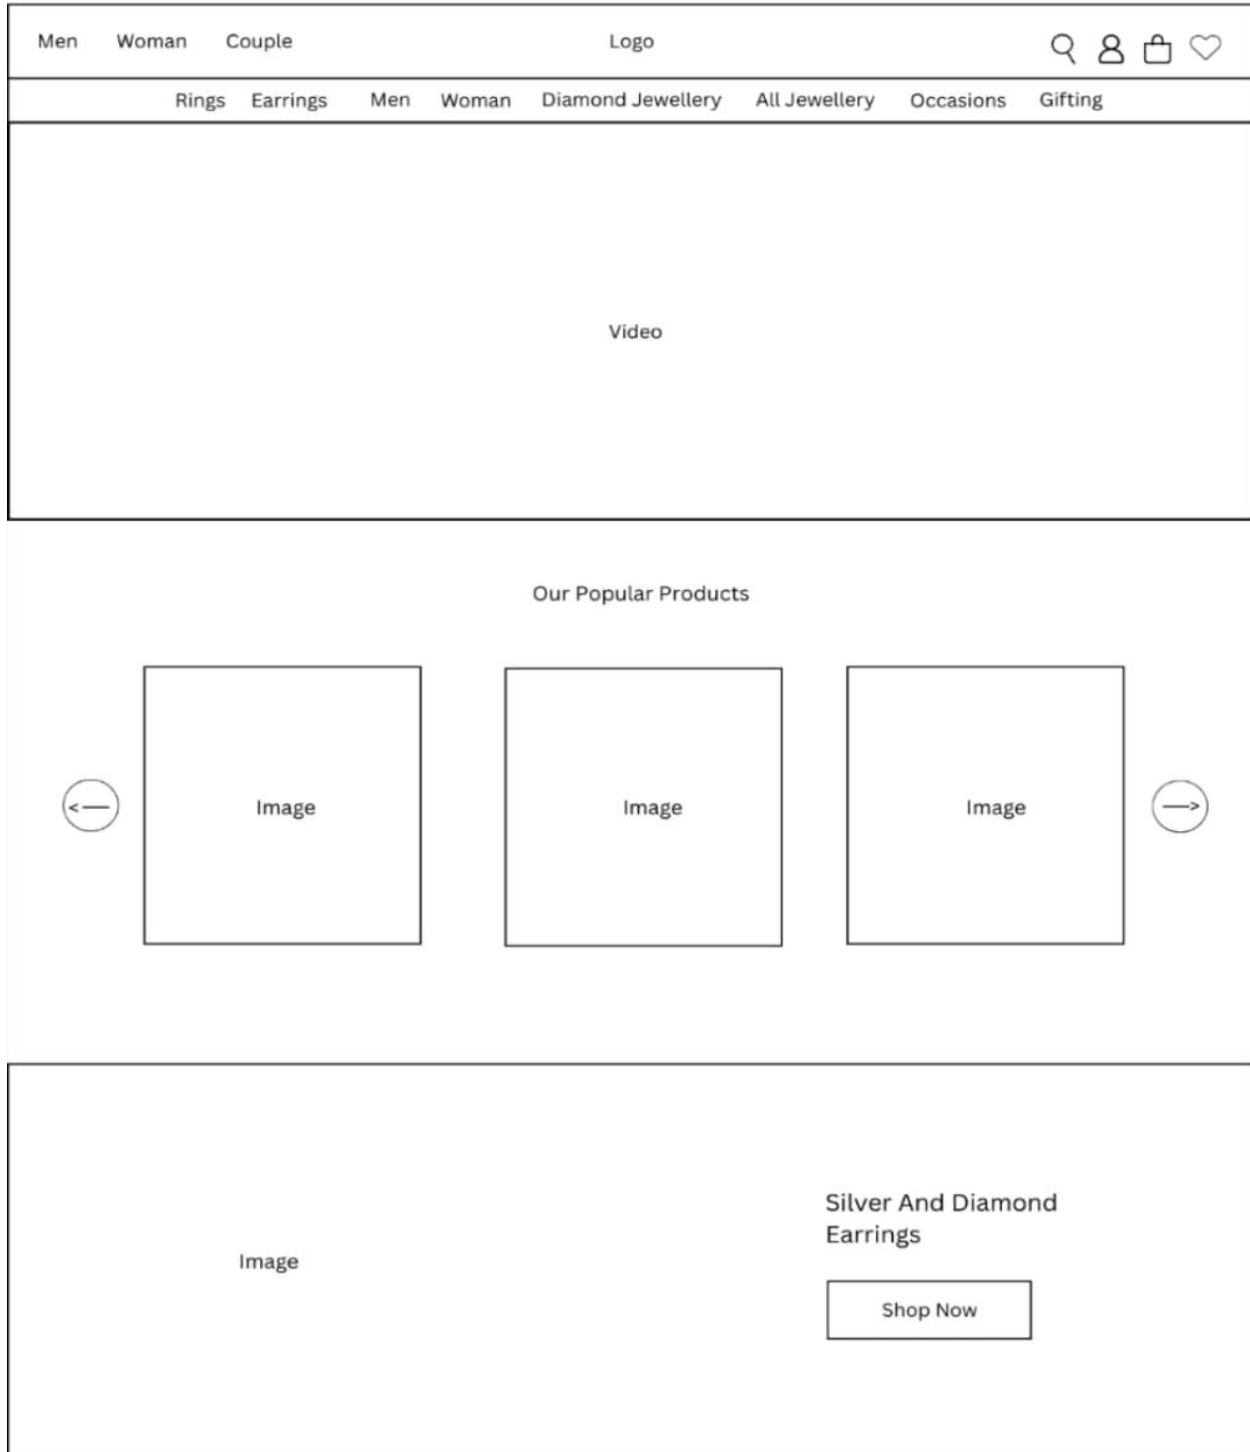 Men Woman Couple Logo
Rings Earrings Men Woman Diamond Jewellery All Jewellery Occasions Gifting
Video
Our Popular Products
Image Image Image
Silver And Diamond
Earrings
Image
Shop Now